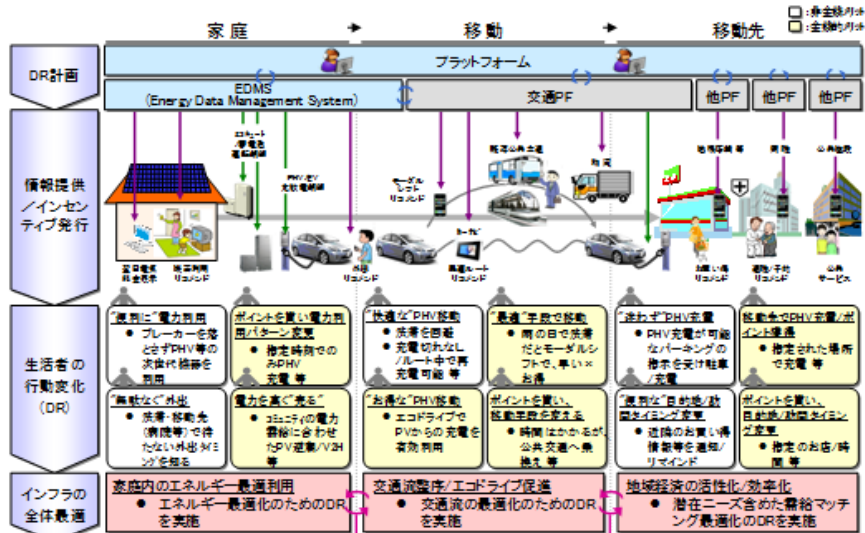 家庭
移動
移動先
DR計画
プラットフォーム
EDMS
(Energy Data Management System)
交通PF
他PF
他PF
他PF
情報提供
/インセン
ティブ発行
生活者の
行動変化
(DR)
"便利に"電力利用
● ブレーカーを落
とさずPHV等の
次世代機器を
利用
ポイントを貰い電力利
用パターン変更
● 指定時刻での
みPHV
充電 等
"無駄なく"外出
● 渋滞・移動先
(病院等)で待
たない外出タイミ
ングを知る
電力を高く"売る"
● コミュニティの電力
需給に合わせ
たPV逆潮/V2H等
"快適な"PHV移動
● 渋滞を回避
● 充電切れなし
/ルート中で再
充電可能 等
"最適"手段で移動
● 雨の日で渋滞
だとモーダルシ
フトで、早い×
お得
"お得な"PHV移動
● エコドライブで
PVからの充電を
有効利用
ポイントを貰い、
移動手段を変える
● 時間はかかるが、
公共交通へ乗
換え 等
"迷わず"PHV充電
● PHV充電が可能
なパーキングの
指示を受け駐車
/充電
移動先でPHV充電/ポ
イント獲得
● 指定された場所
で充電 等
"便利な"目的地/訪
問タイミング変更
● 近隣のお買い得
情報等を通知/
リマインド
ポイントを貰い、
目的地/訪問タイミン
グ変更
● 指定のお店/時
間 等
インフラの
全体最適
家庭内のエネルギー最適利用
● エネルギー最適化のためのDR
を実施
交通流整序/エコドライブ促進
● 交通流の最適化のためのDR
を実施
地域経済の活性化/効率化
● 潜在ニーズ含めた需給マッチ
ング最適化のDRを実施